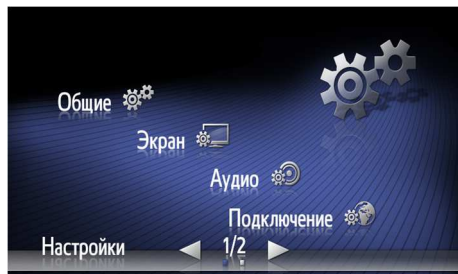 Общие
Экран
Аудио
Подключение
Настройки 1/2